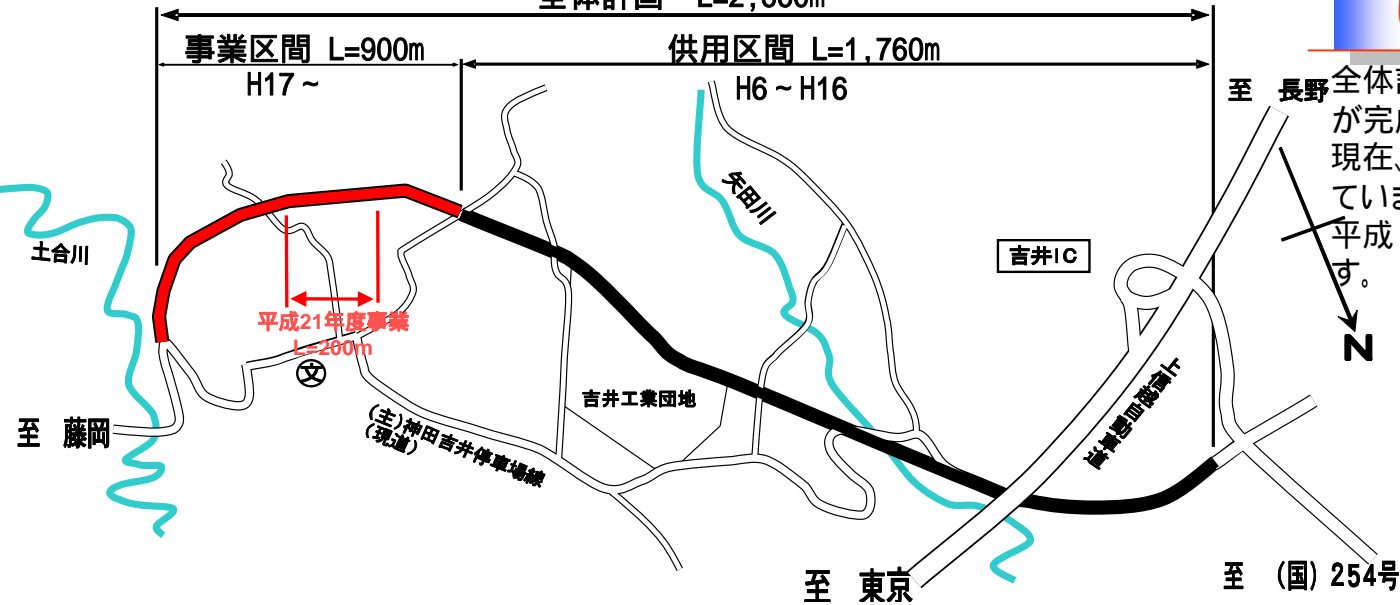 事業区間 L=900m
供用区間 L=1,760m
H17～
H6～H16
至 長野
が完
現在、
てい
平成
す。
土合川
矢田川
吉井IC
平成21年度事業
L=200m
文
N
至 藤岡
吉井工業団地
(主)神田吉井停車場線
(現道)
上信越自動車道
至 東京
至 (国)254号